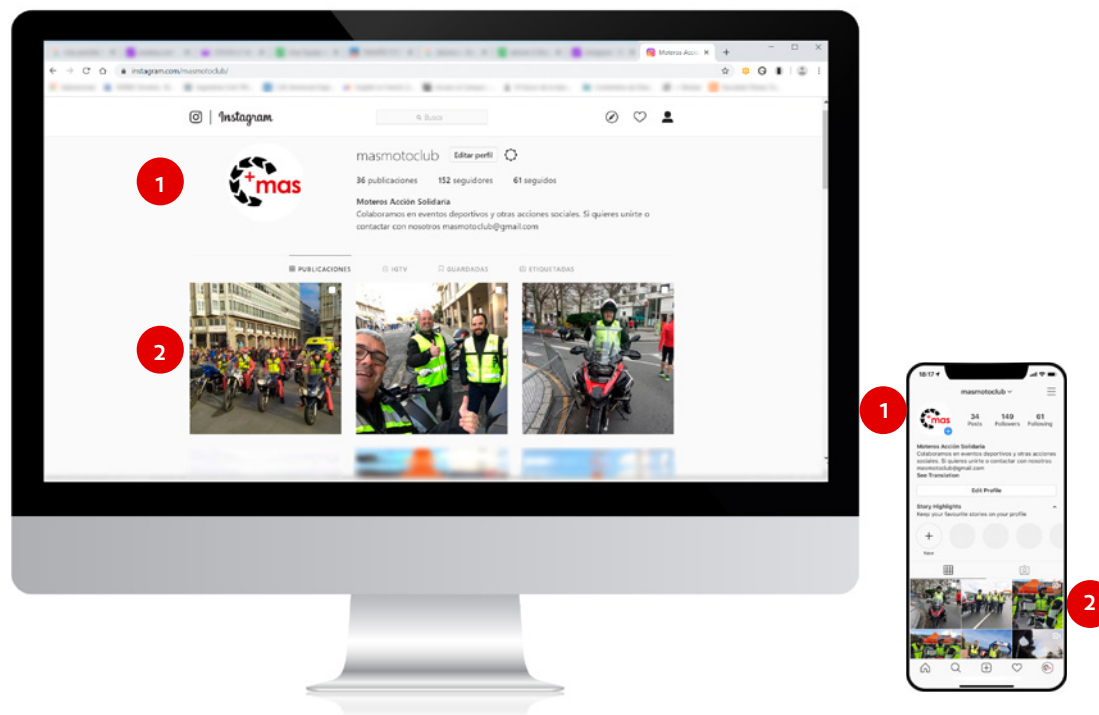 Moteros Acc
instagram.com/masmotoclub/
Instagram
Busca
1
+mas
masmotoclub Editar perfil
36 publicaciones 152 seguidores 61 seguidos
Moteros Acción Solidaria
Colaboramos en eventos deportivos y otras acciones sociales. Si quieres unirte o
contactar con nosotros masmotoclub@gmail.com
PUBLICACIONES IGTV GUARDADAS ETIQUETADAS
2
18:17
masmotoclub
1
+mas
34 149 61
Posts Followers Following
Moteros Acción Solidaria
Colaboramos en eventos deportivos y otras acciones
sociales. Si quieres unirte o contactar con nosotros
masmotoclub@gmail.com
See Translation
Edit Profile
Story Highlights
Keep your favourite stories on your profile
New
2